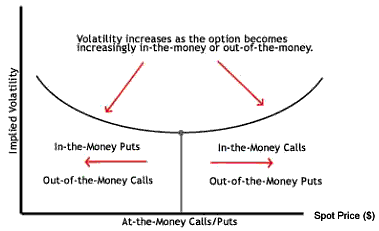 Volatility increases as the option becomes
increasingly in-the-money or out-of-the-money.
Implied Volatility
In-the-Money Puts
In-the-Money Calls
Out-of-the-Money Calls
Out-of-the-Money Puts
At-the-Money Calls/Puts
Spot Price ($)